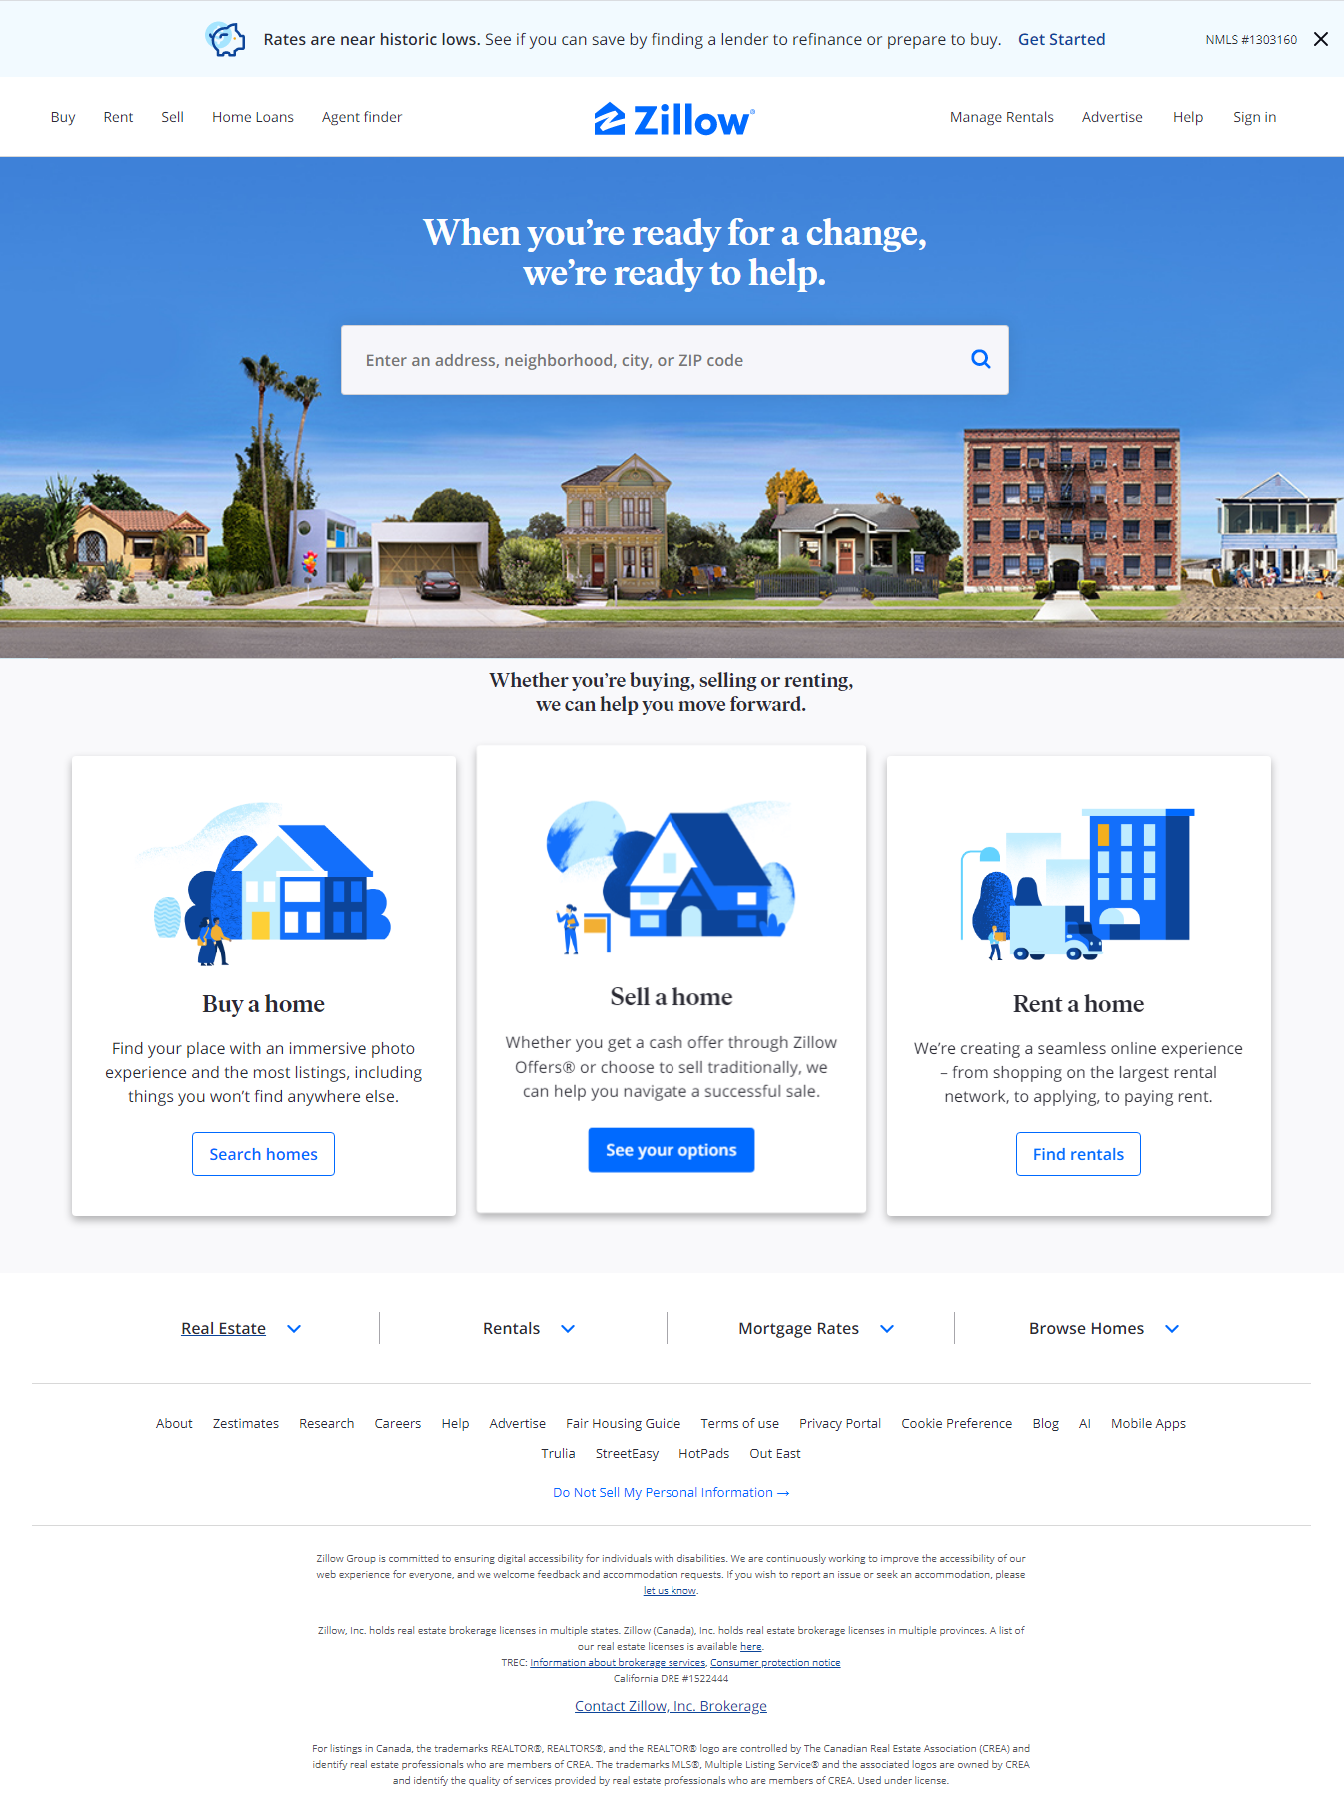 Rates are near historic lows. See if you can save by finding a lender to refinance or prepare to buy. Get Started NMLS #1303160
Buy Rent Sell Home Loans Agent finder Zillow® Manage Rentals Advertise Help Sign in
When you're ready for a change,
we're ready to help.
Enter an address, neighborhood, city, or ZIP code
Whether you're buying, selling or renting,
we can help you move forward.
Buy a home
Find your place with an immersive photo
experience and the most listings, including
things you won't find anywhere else.
Search homes
Sell a home
Whether you get a cash offer through Zillow
Offers® or choose to sell traditionally, we
can help you navigate a successful sale.
See your options
Rent a home
We're creating a seamless online experience
– from shopping on the largest rental
network, to applying, to paying rent.
Find rentals
Real Estate Rentals Mortgage Rates Browse Homes
About Zestimates Research Careers Help Advertise Fair Housing Guice Terms of use Privacy Portal Cookie Preference Blog AI Mobile Apps
Trulia StreetEasy HotPads Out East
Do Not Sell My Personal Information →
Zillow Group is committed to ensuring digital accessibility for individuals with disabilities. We are continuously working to improve the accessibility of our
web experience for everyone, and we welcome feedback and accommodation requests. If you wish to report an issue or seek an accommodation, please
let us know.
Zillow, Inc. holds real estate brokerage licenses in multiple states. Zillow (Canada), Inc. holds real estate brokerage licenses in multiple provinces. A list of
our real estate licenses is available here.
TREC: Information about brokerage services, Consumer protection notice
California DRE #1522444
Contact Zillow, Inc. Brokerage
For listings in Canada, the trademarks REALTOR®, REALTORS®, and the REALTOR® logo are controlled by The Canadian Real Estate Association (CREA) and
identify real estate professionals who are members of CREA. The trademarks MLS®, Multiple Listing Service® and the associated logos are owned by CREA
and identify the quality of services provided by real estate professionals who are members of CREA. Used under license.